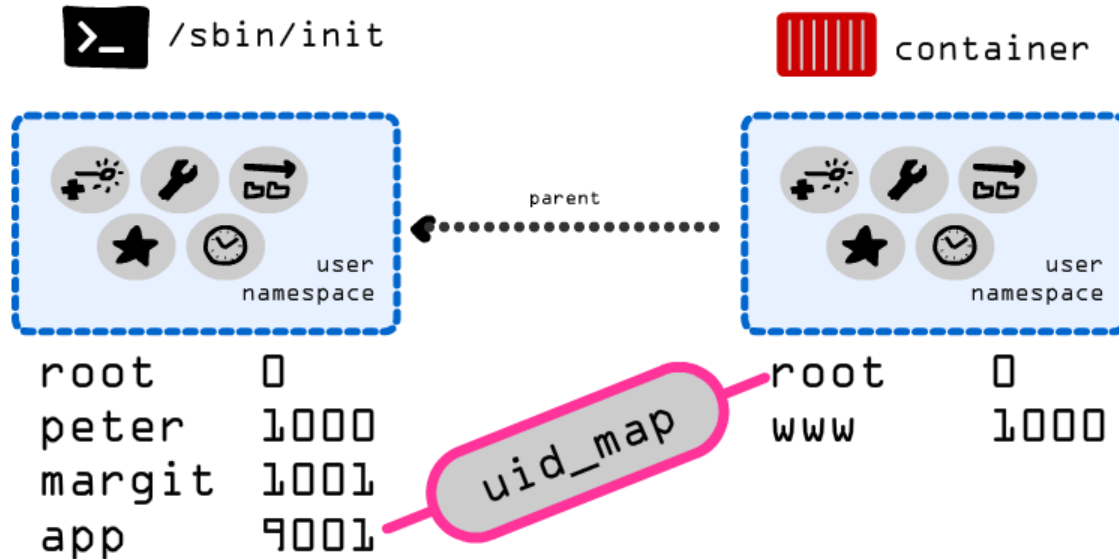 >_ /sbin/init
container
user
namespace
parent
user
namespace
root 0
peter 1000
margit 1001
app 9001
uid_map
root 0
www 1000